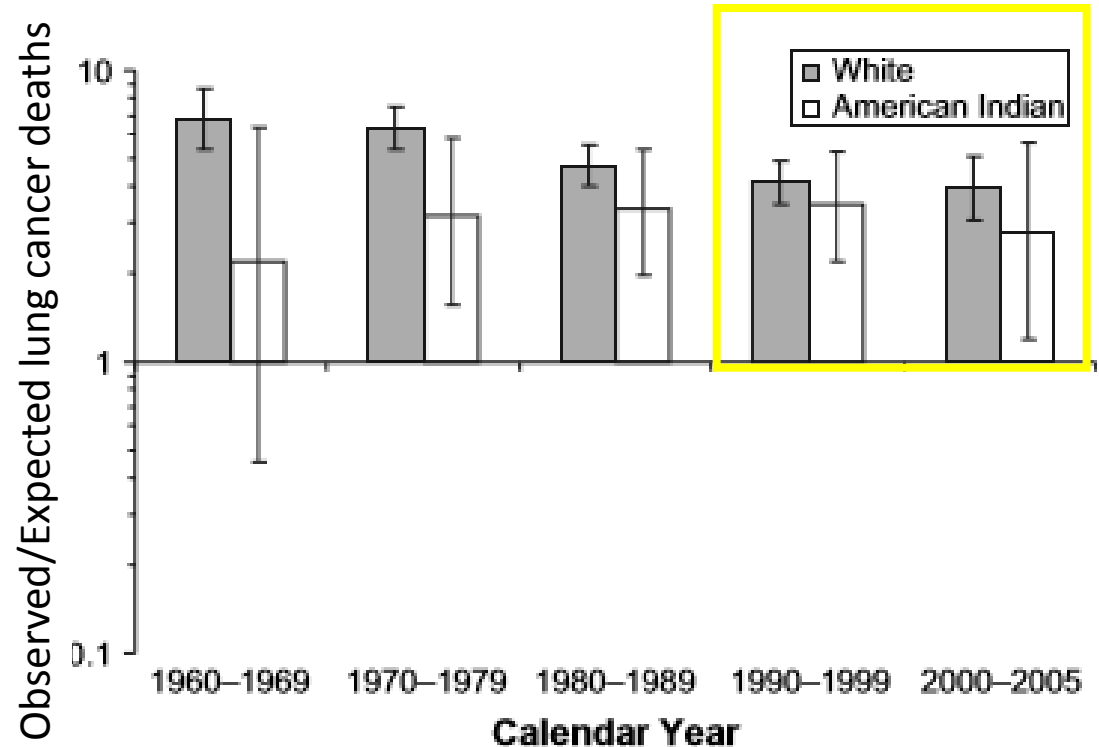 Observed/Expected lung cancer deaths
10
1
0.1
White
American Indian
1960–1969 1970–1979 1980–1989 1990–1999 2000–2005
Calendar Year